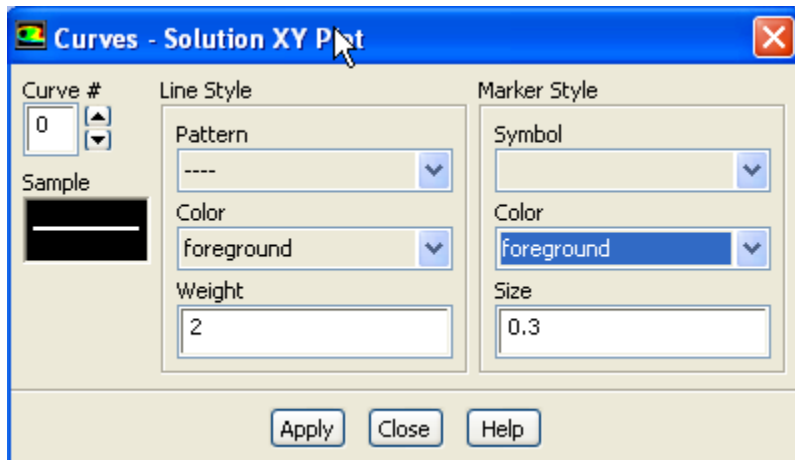 Curves - Solution XY Plot
Curve #
0
Sample
Line Style
Pattern
----
Color
foreground
Weight
2
Marker Style
Symbol
Color
foreground
Size
0.3
Apply
Close
Help